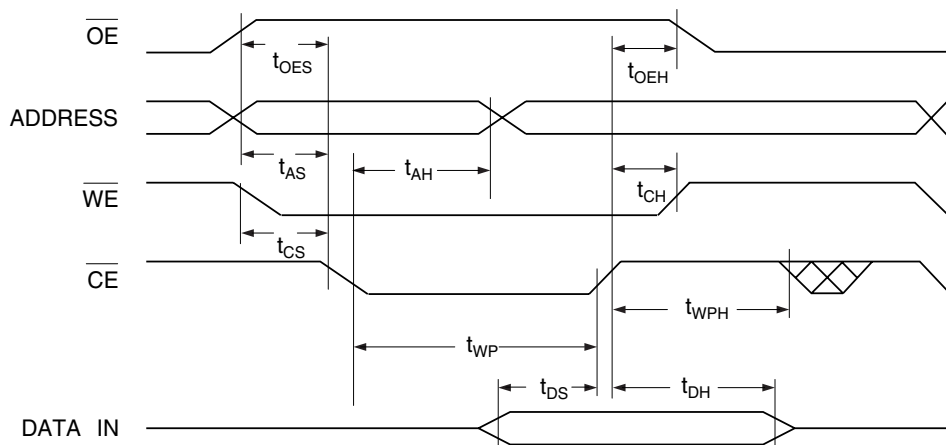 OE
tOES
tOEH
ADDRESS
tAS
tAH
tCH
WE
tCS
CE
tWPH
tWP
tDS
tDH
DATA IN